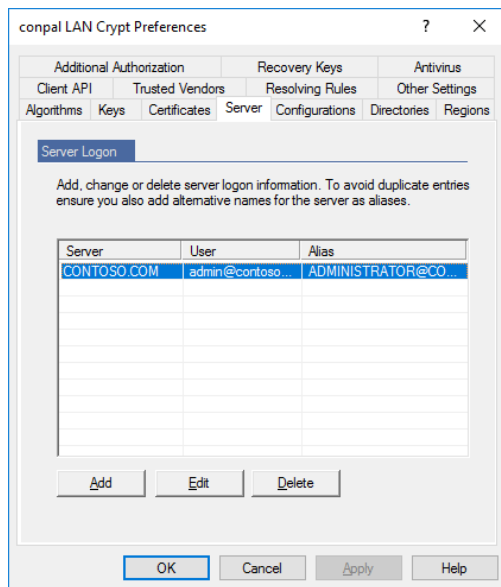 conpal LAN Crypt Preferences ?
Additional Authorization Recovery Keys Antivirus
Client API Trusted Vendors Resolving Rules Other Settings
Algorithms Keys Certificates Server Configurations Directories Regions
Server Logon
Add, change or delete server logon information. To avoid duplicate entries
ensure you also add alternative names for the server as aliases.
Server User Alias
CONTOSO.COM admin@contoso... ADMINISTRATOR@CO...
Add Edit Delete
OK Cancel Apply Help